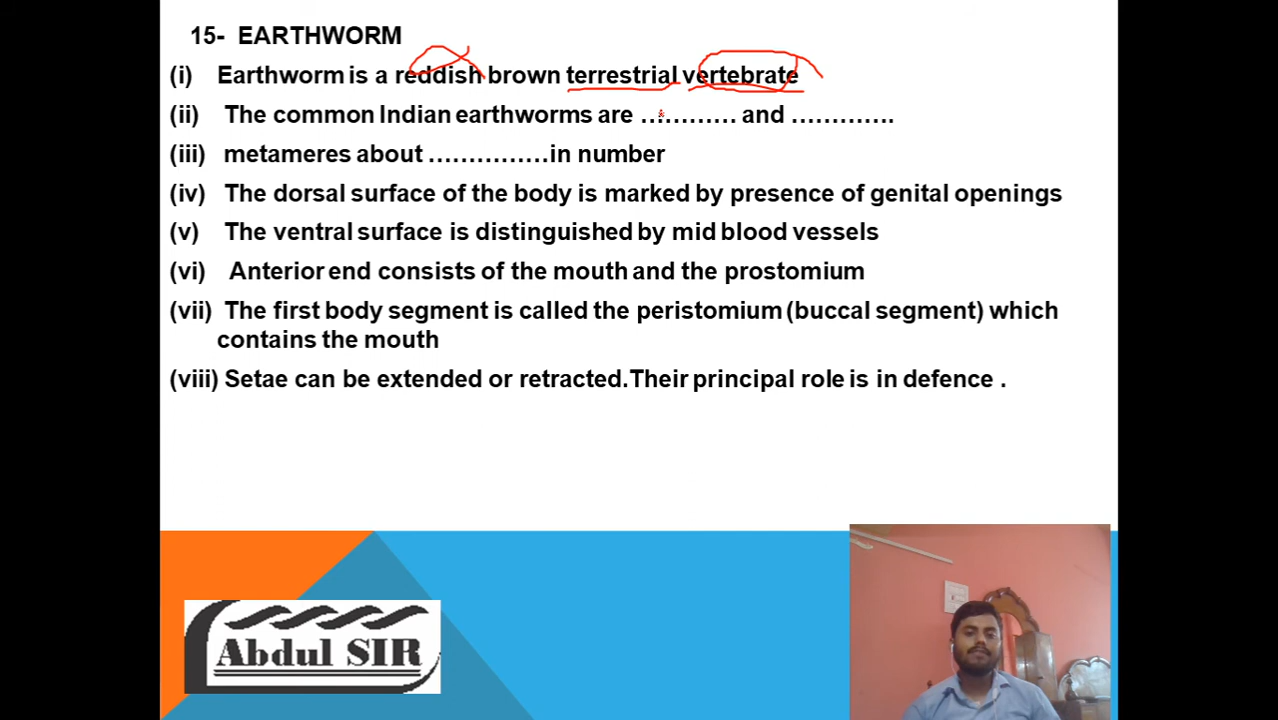 15- EARTHWORM
(i) Earthworm is a reddish brown terrestrial vertebrate
(ii) The common Indian earthworms are ………… and ………….
(iii) metameres about ……………in number
(iv) The dorsal surface of the body is marked by presence of genital openings
(v) The ventral surface is distinguished by mid blood vessels
(vi) Anterior end consists of the mouth and the prostomium
(vii) The first body segment is called the peristomium (buccal segment) which
contains the mouth
(viii) Setae can be extended or retracted.Their principal role is in defence .
Abdul SIR